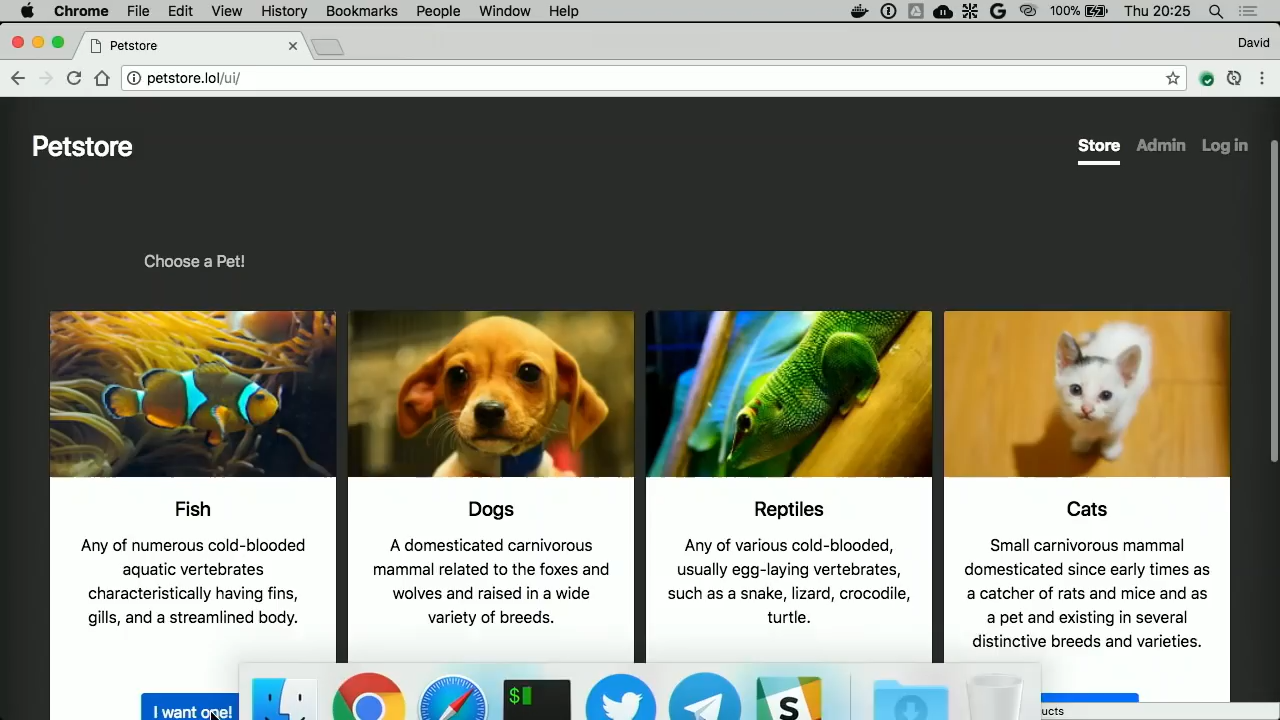 Chrome File Edit View History Bookmarks People Window Help 100% Thu 20:25
Petstore
David
petstore.lol/ui/
Petstore
Store Admin Log in
Choose a Pet!
Fish
Any of numerous cold-blooded
aquatic vertebrates
characteristically having fins,
gills, and a streamlined body.
I want one!
Dogs
A domesticated carnivorous
mammal related to the foxes and
wolves and raised in a wide
variety of breeds.
Reptiles
Any of various cold-blooded,
usually egg-laying vertebrates,
such as a snake, lizard, crocodile,
turtle.
Cats
Small carnivorous mammal
domesticated since early times as
a catcher of rats and mice and as
a pet and existing in several
distinctive breeds and varieties.
$
S
ucts